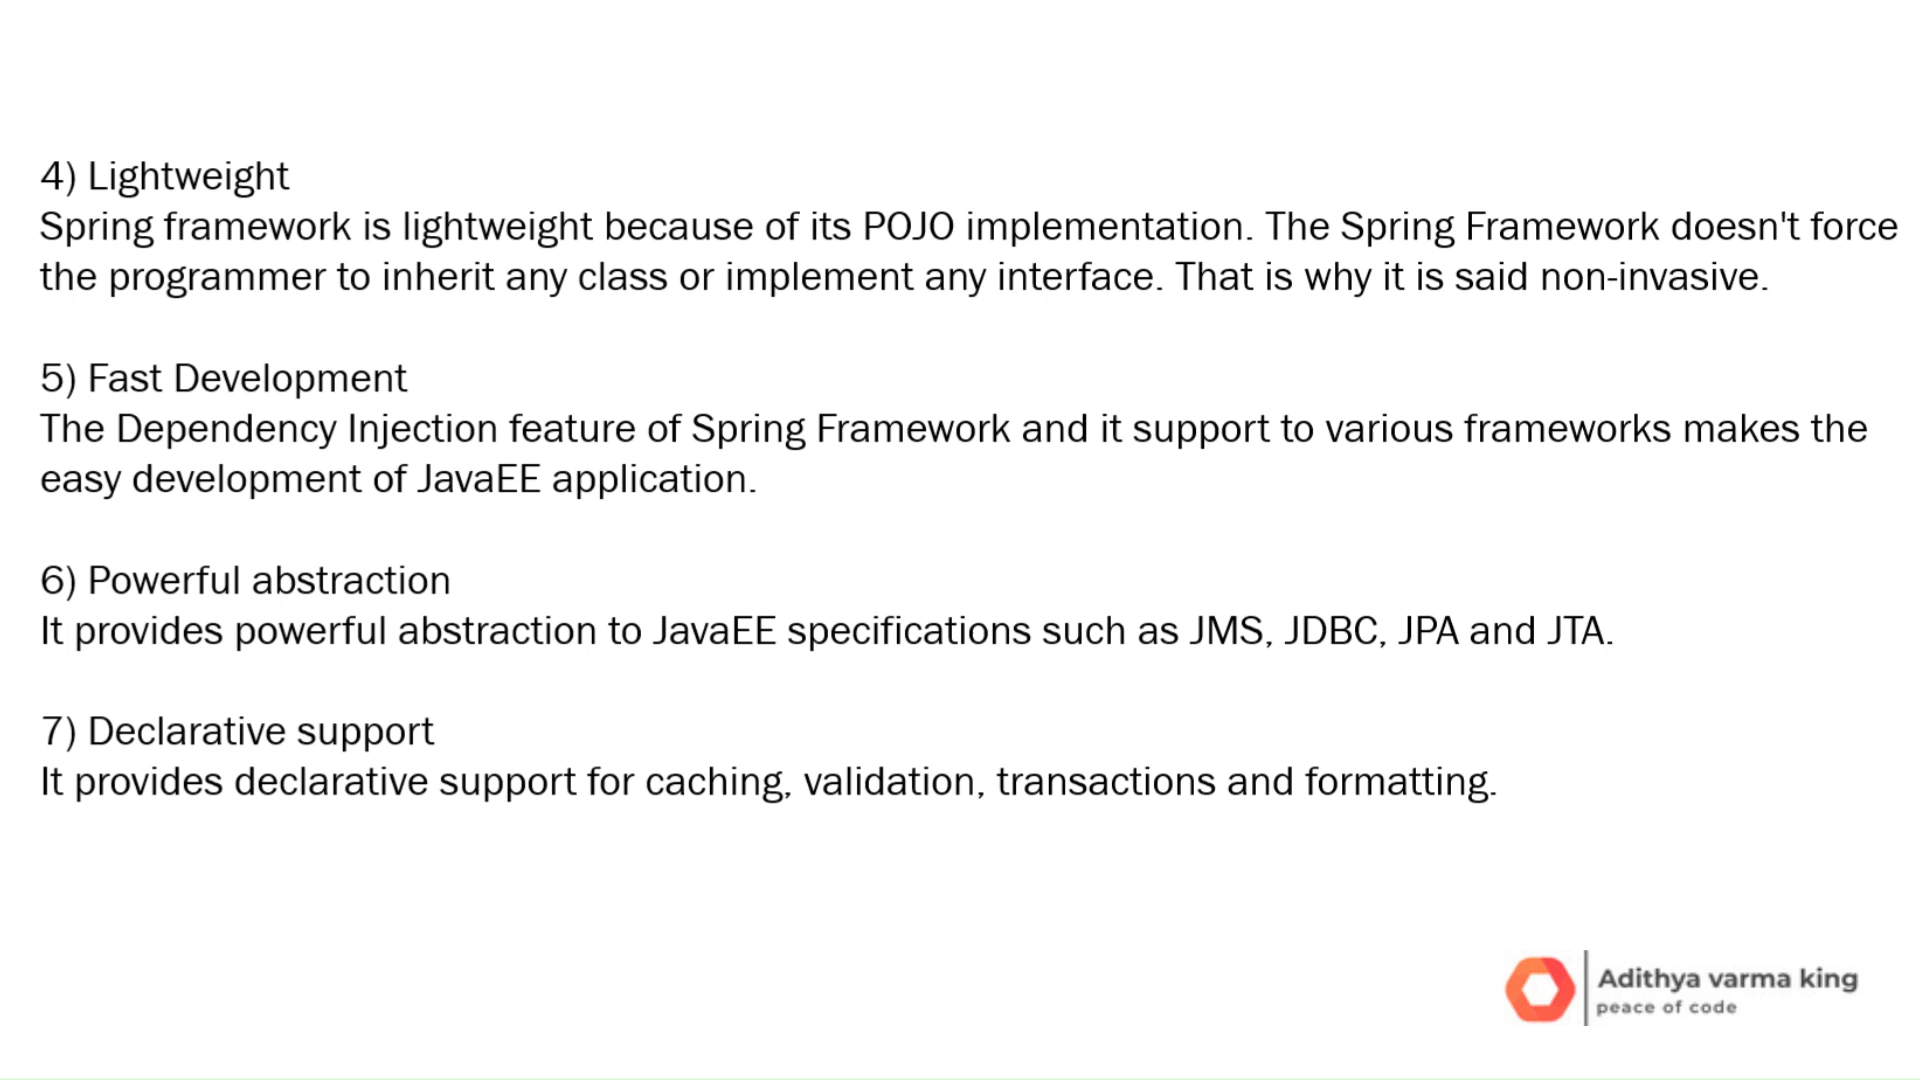 4) Lightweight
Spring framework is lightweight because of its POJO implementation. The Spring Framework doesn't force
the programmer to inherit any class or implement any interface. That is why it is said non-invasive.
5) Fast Development
The Dependency Injection feature of Spring Framework and it support to various frameworks makes the
easy development of JavaEE application.
6) Powerful abstraction
It provides powerful abstraction to JavaEE specifications such as JMS, JDBC, JPA and JTA.
7) Declarative support
It provides declarative support for caching, validation, transactions and formatting.
Adithya varma king
peace of code